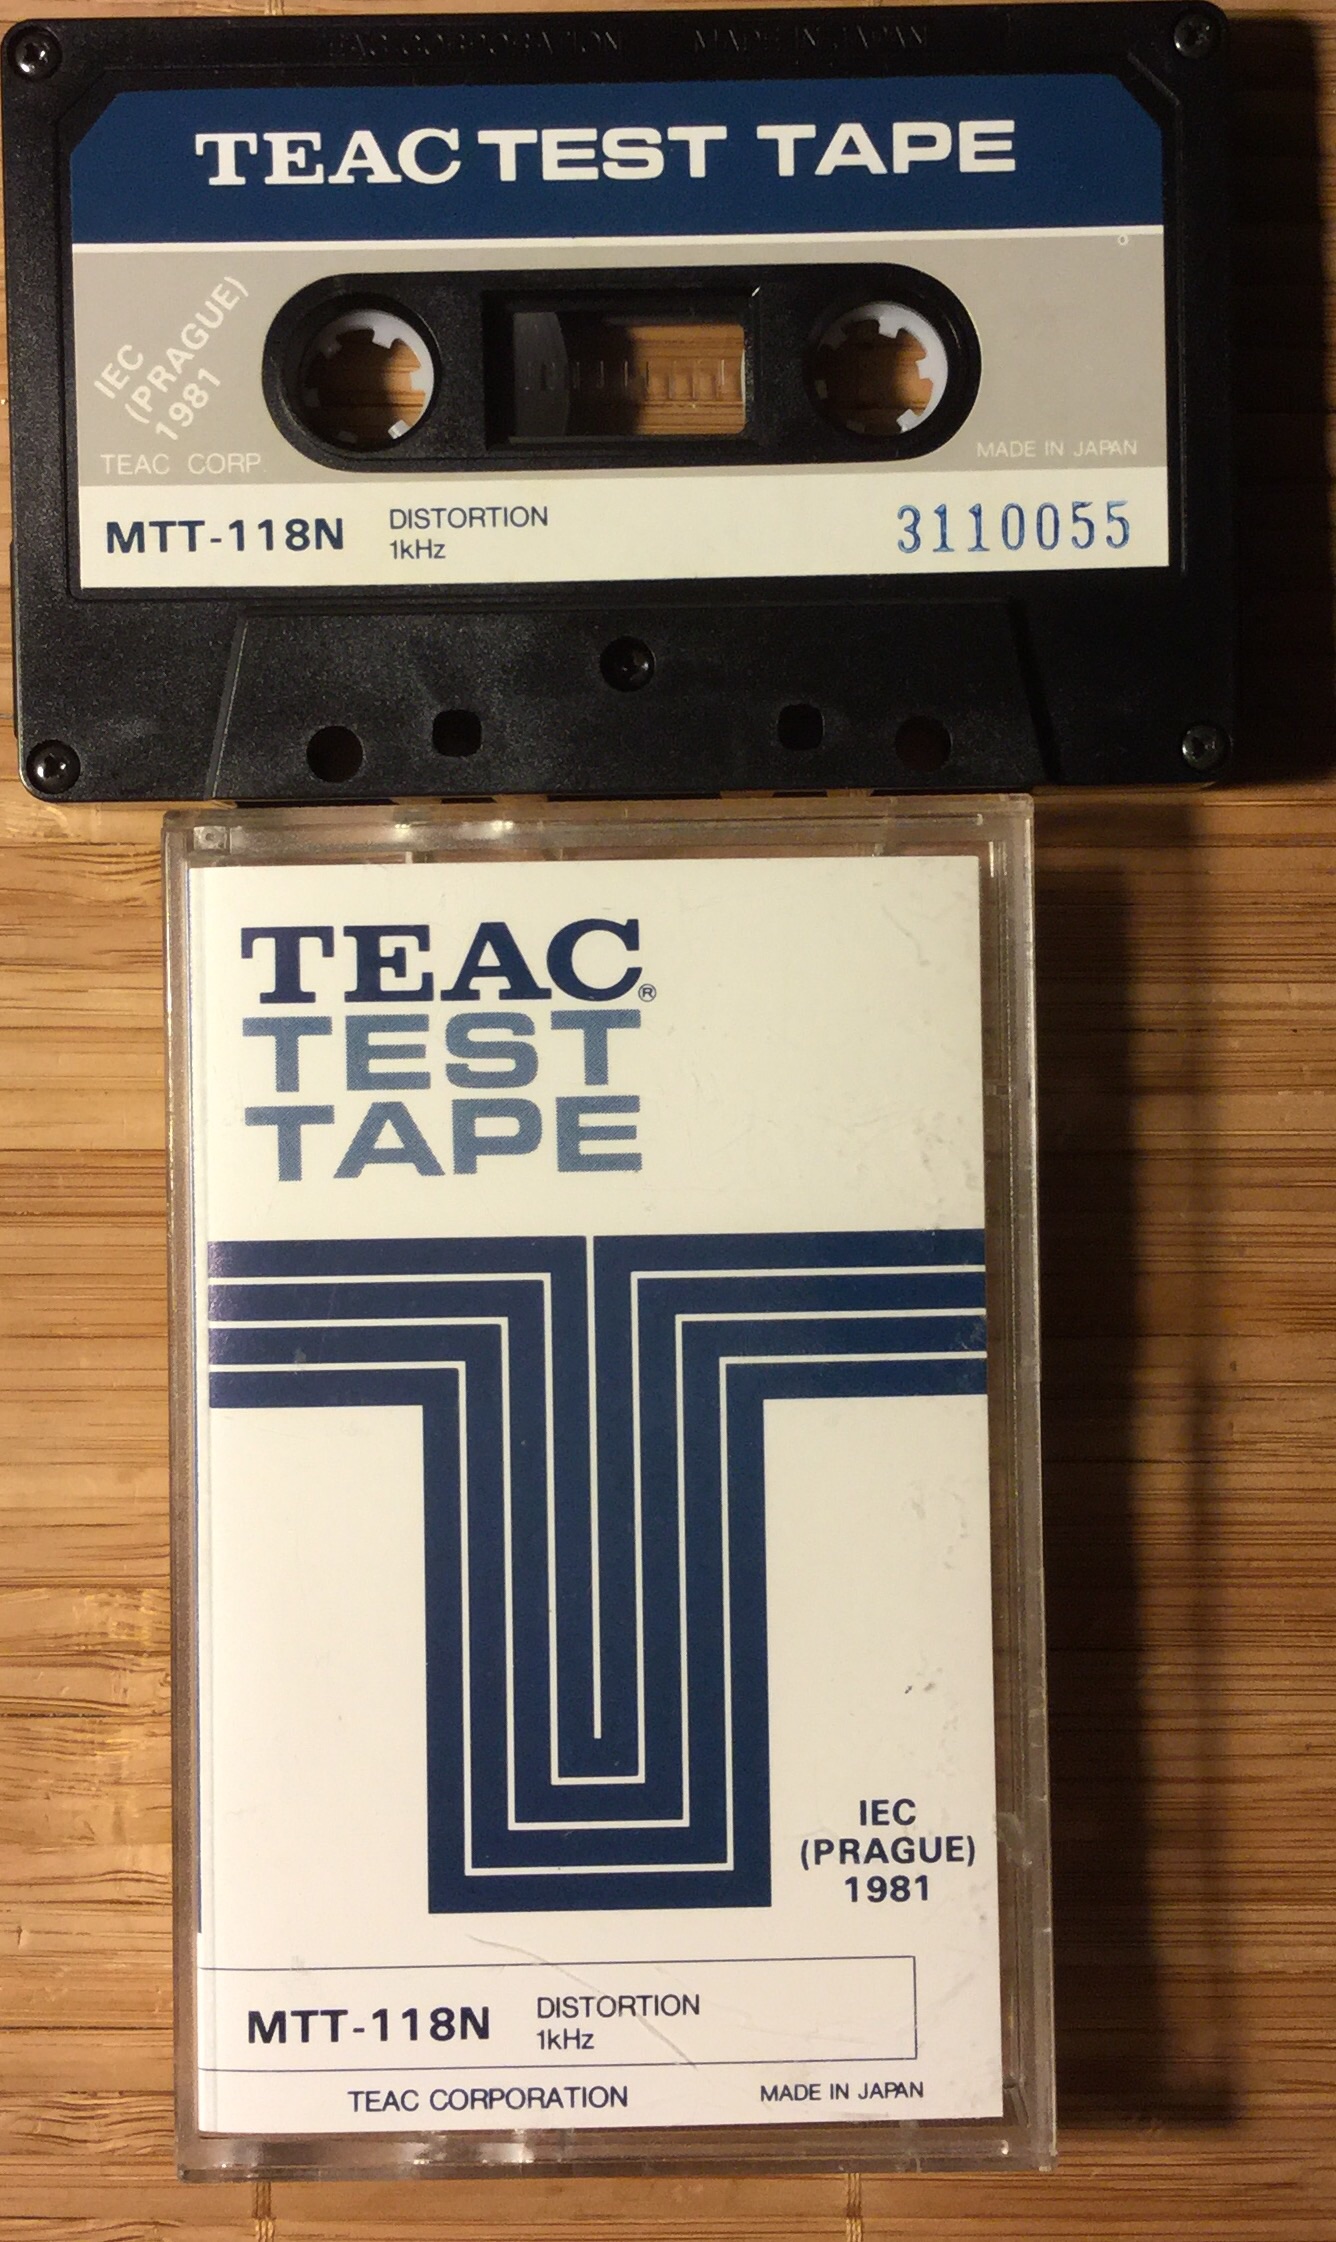 TEAC CORPORATION MADE IN JAPAN
TEAC TEST TAPE
IEC
(PRAGUE)
1981
TEAC CORP.
MADE IN JAPAN
MTT-118N
DISTORTION
1kHz
3110055
TEAC®
TEST
TAPE
IEC
(PRAGUE)
1981
MTT-118N
DISTORTION
1kHz
TEAC CORPORATION
MADE IN JAPAN